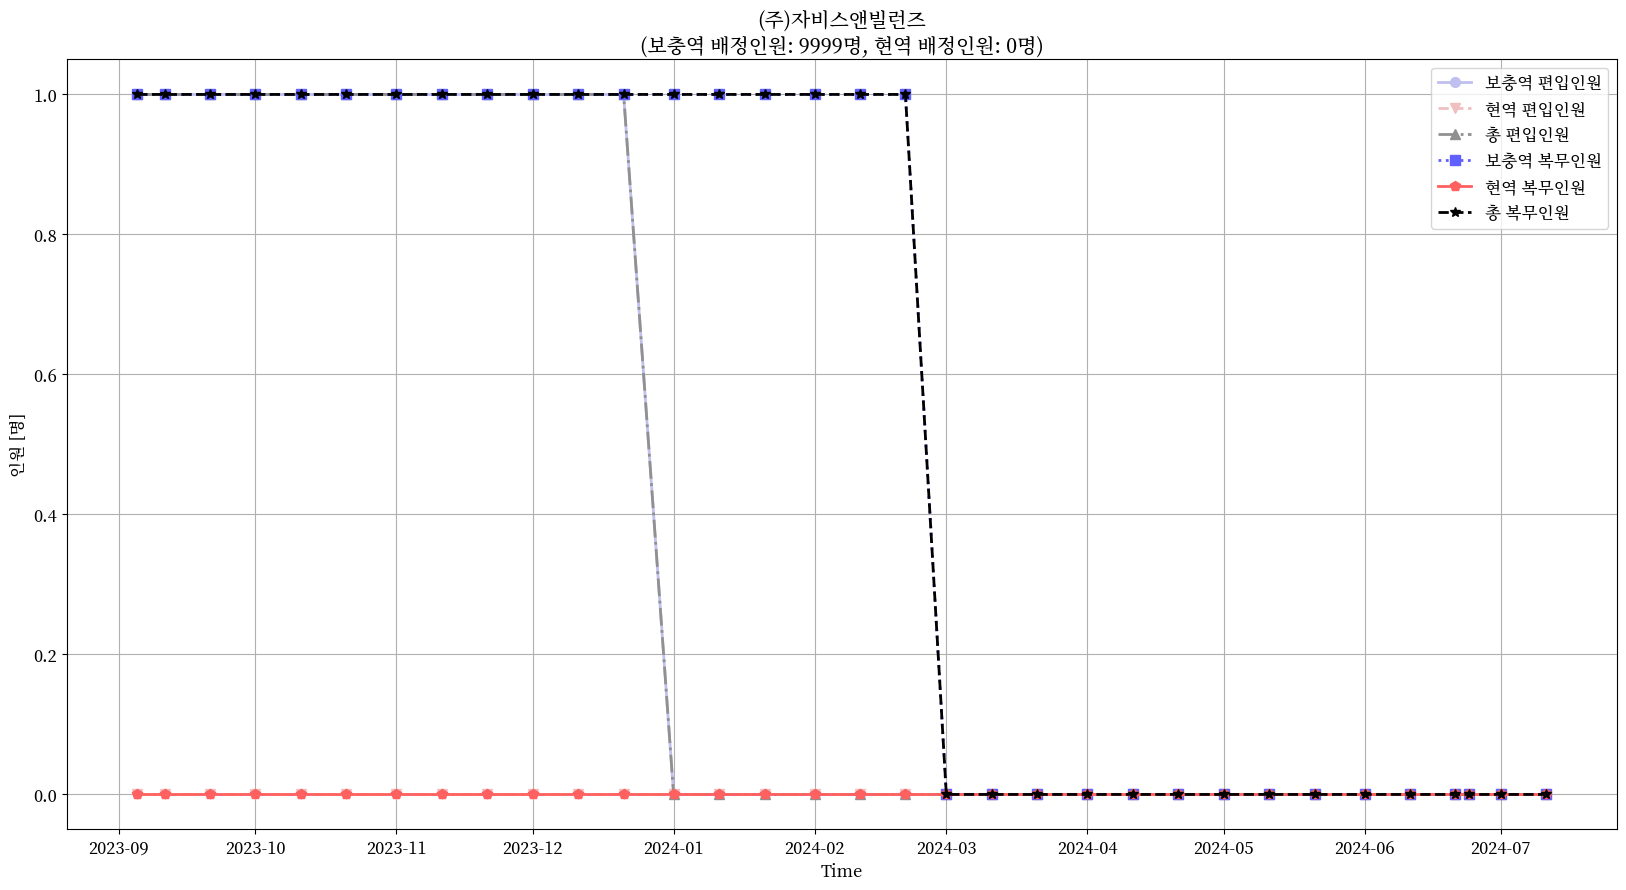 (주)자비스앤빌런즈
(보충역 배정인원: 9999명, 현역 배정인원: 0명)
보충역 편입인원
현역 편입인원
총 편입인원
보충역 복무인원
현역 복무인원
총 복무인원
인원 [명]
1.0
0.8
0.6
0.4
0.2
0.0
2023-09 2023-10 2023-11 2023-12 2024-01 2024-02 2024-03 2024-04 2024-05 2024-06 2024-07
Time